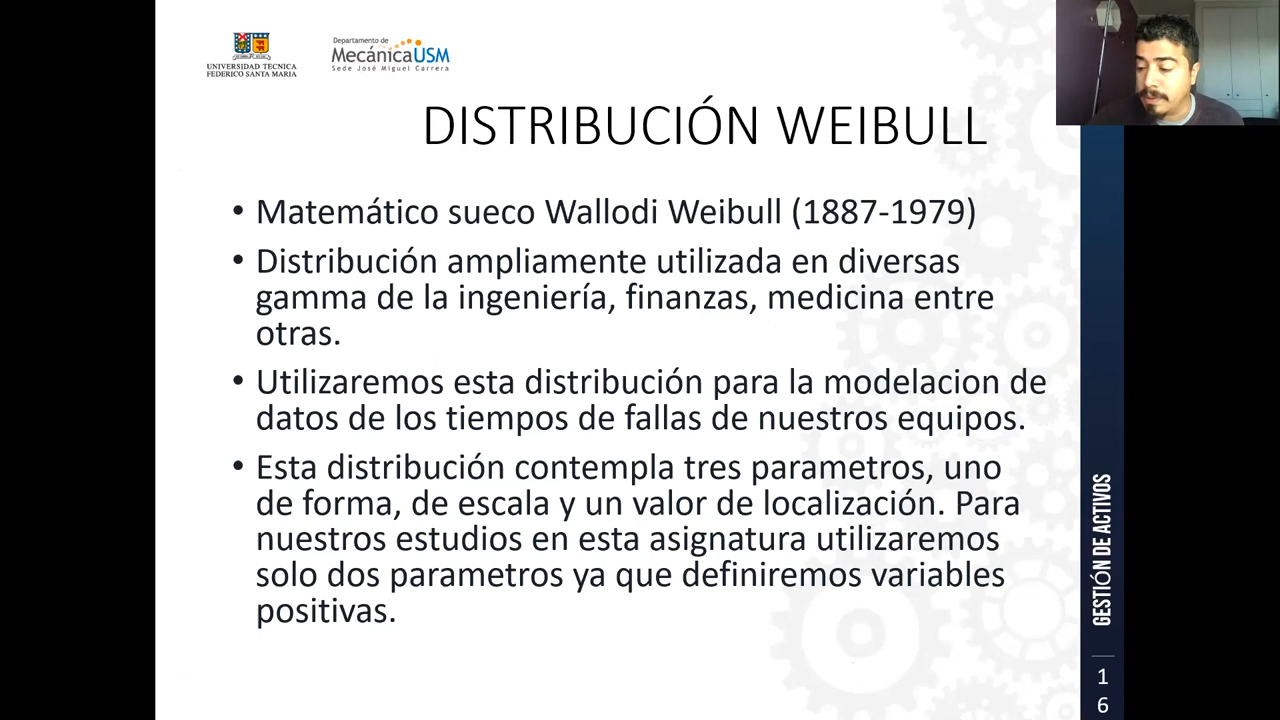 UNIVERSIDAD TECNICA
FEDERICO SANTA MARIA
Departamento de
MecánicaUSM
Sede José Miguel Carrera
DISTRIBUCIÓN WEIBULL
• Matemático sueco Wallodi Weibull (1887-1979)
• Distribución ampliamente utilizada en diversas
gamma de la ingeniería, finanzas, medicina entre
otras.
• Utilizaremos esta distribución para la modelacion de
datos de los tiempos de fallas de nuestros equipos.
• Esta distribución contempla tres parametros, uno
de forma, de escala y un valor de localización. Para
nuestros estudios en esta asignatura utilizaremos
solo dos parametros ya que definiremos variables
positivas.
GESTIÓN DE ACTIVOS
1
6